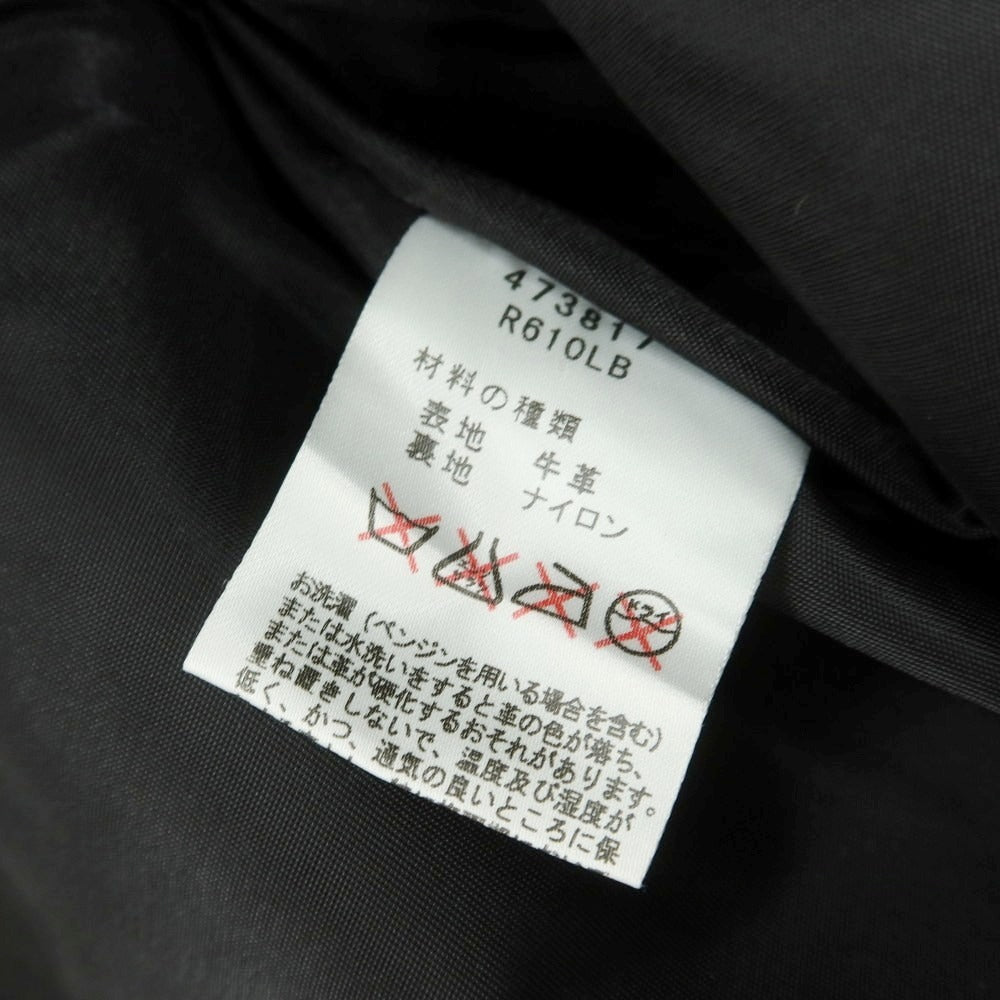 473817
R610LB
材料の種類
表地 牛革
裏地 ナイロン
ドライ
お洗濯(ベンジンを用いる場合を含む)
または水洗いをすると革の色が落ち、
または革が硬化するおそれがあります。
重ね置きしないで、温度及び湿度が
低く、かつ、通気の良いところに保